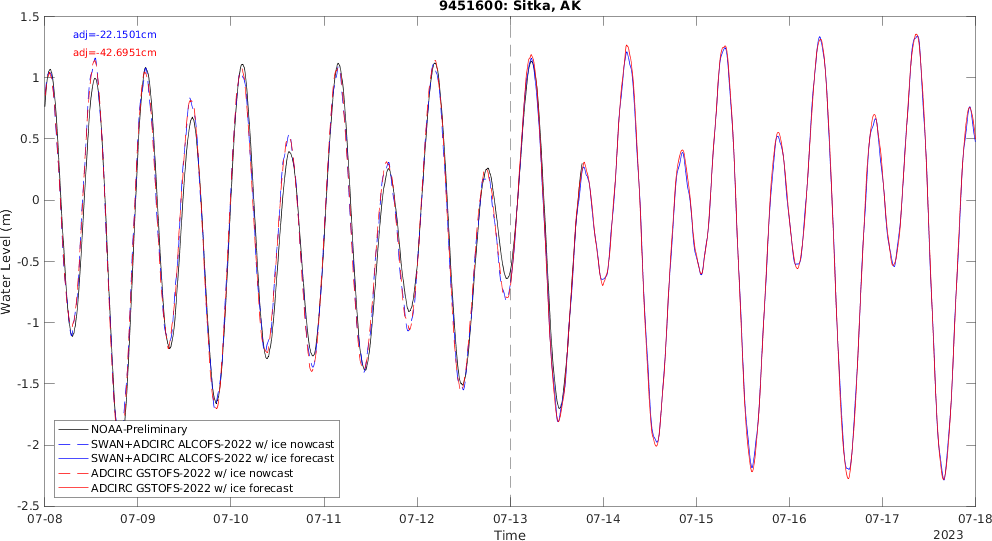 9451600: Sitka, AK
adj=-22.1501cm
adj=-42.6951cm
1.5
1
0.5
0
-0.5
-1
-1.5
-2
-2.5
Water Level (m)
NOAA-Preliminary
SWAN+ADCIRC ALCOFS-2022 w/ ice nowcast
SWAN+ADCIRC ALCOFS-2022 w/ ice forecast
ADCIRC GSTOFS-2022 w/ ice nowcast
ADCIRC GSTOFS-2022 w/ ice forecast
07-08 07-09 07-10 07-11 07-12 07-13 07-14 07-15 07-16 07-17 07-18
Time
2023